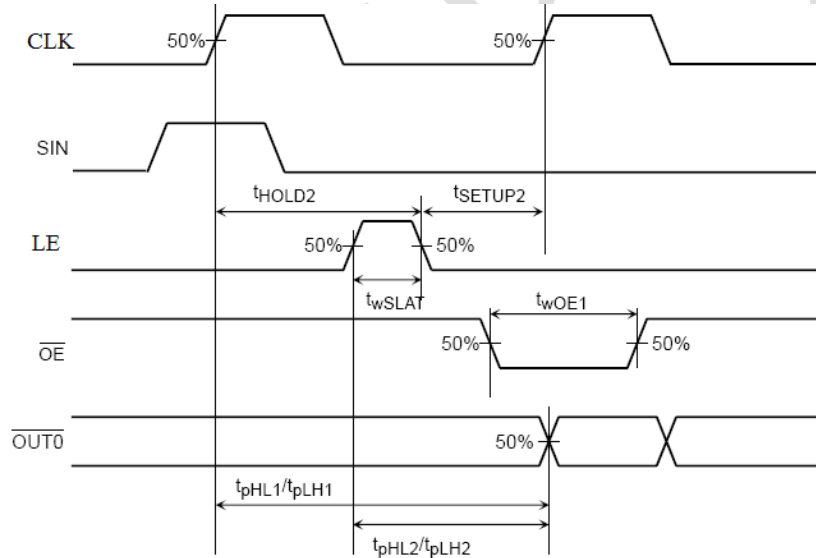 CLK 50% 50%
SIN
tHOLD2 tSETUP2
LE 50% 50%
twSLAT
twOE1
OE 50% 50%
OUT0 50%
tpHL1/tpLH1
tpHL2/tpLH2